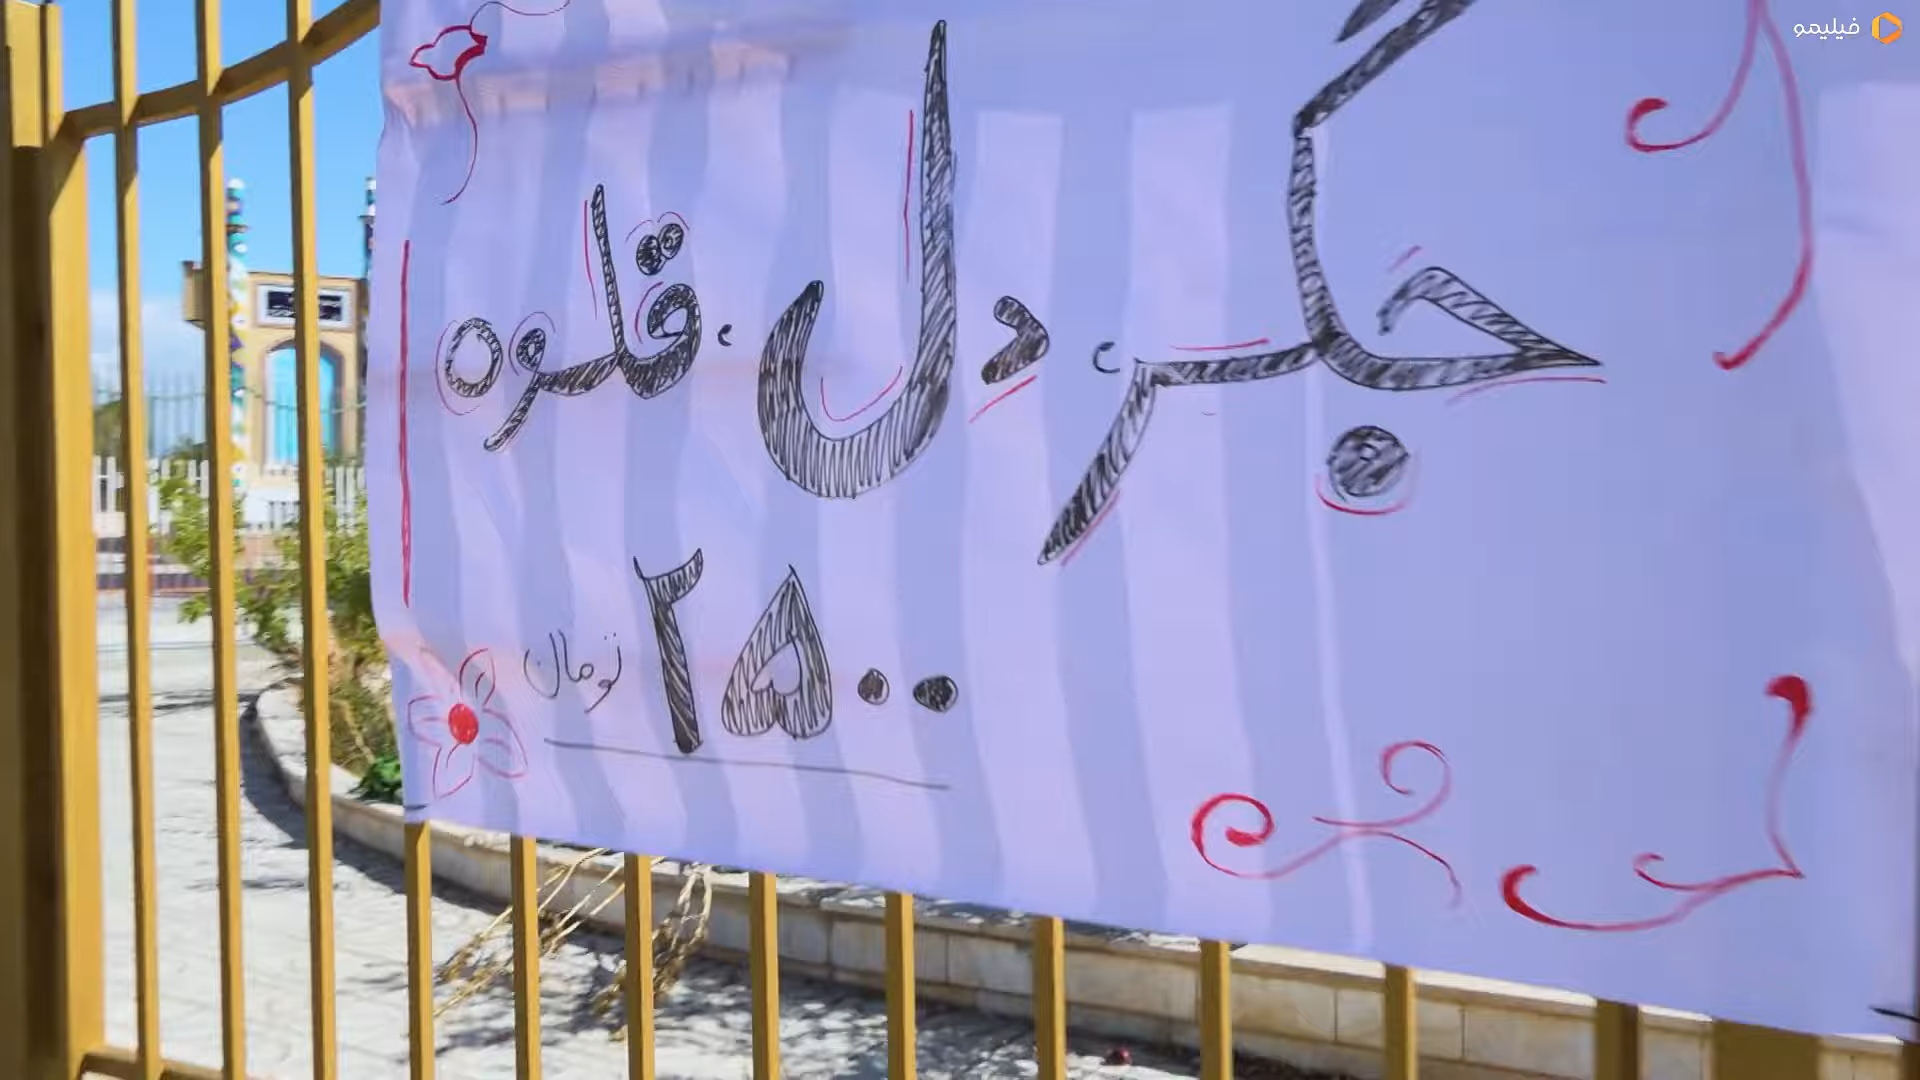 فیلیمو
جگر، دل، قلوه
۲۵۰۰ تومان